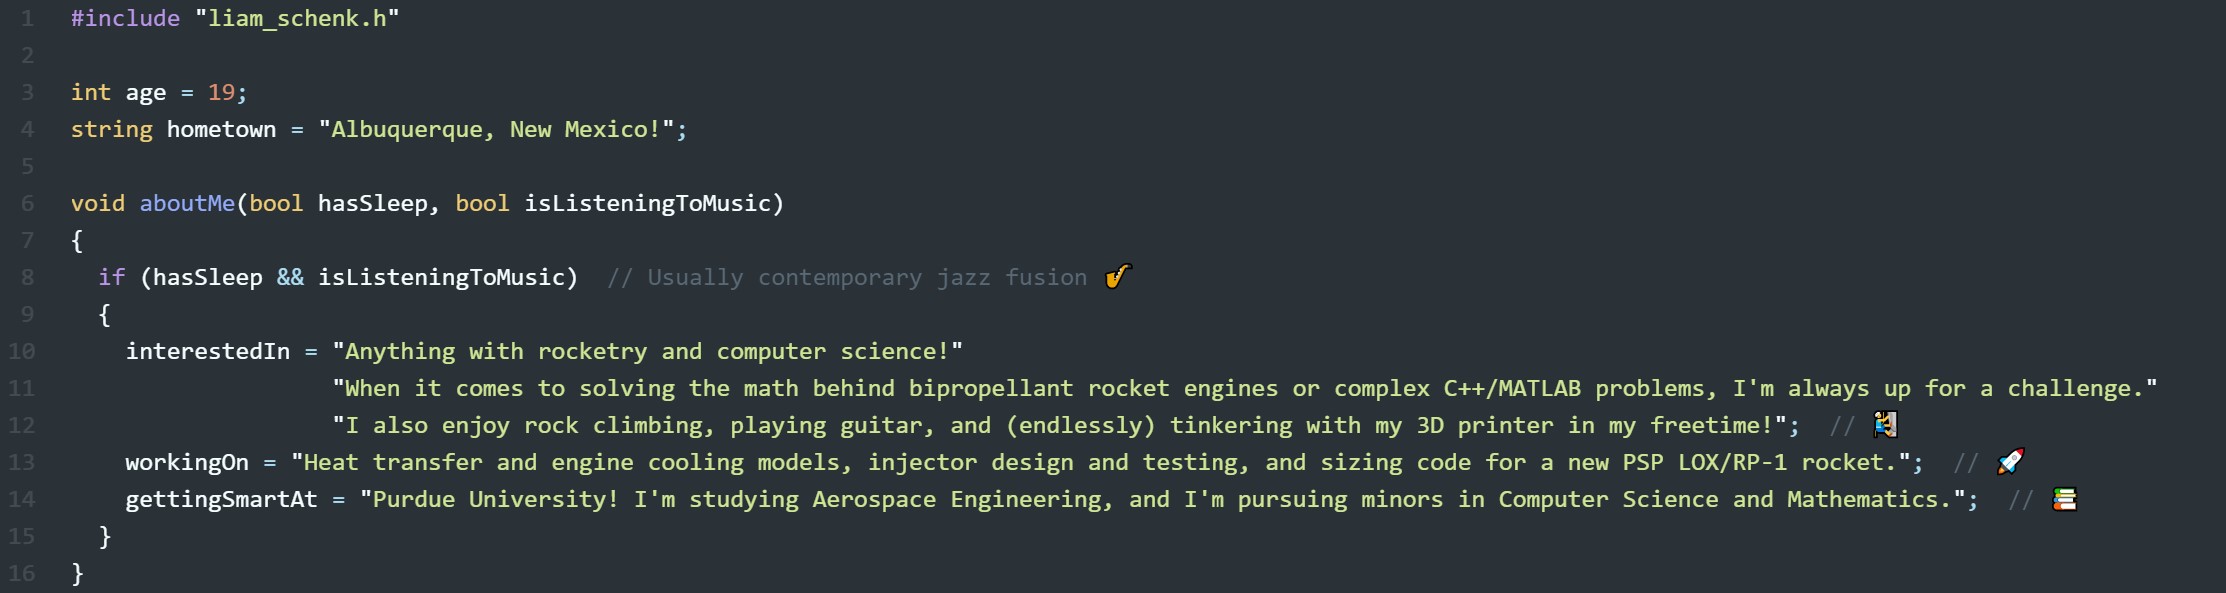 1 #include "liam_schenk.h"
2
3 int age = 19;
4 string hometown = "Albuquerque, New Mexico!";
5
6 void aboutMe(bool hasSleep, bool isListeningToMusic)
7 {
8   if (hasSleep && isListeningToMusic)  // Usually contemporary jazz fusion 🎷
9   {
10     interestedIn = "Anything with rocketry and computer science!"
11                    "When it comes to solving the math behind bipropellant rocket engines or complex C++/MATLAB problems, I'm always up for a challenge."
12                    "I also enjoy rock climbing, playing guitar, and (endlessly) tinkering with my 3D printer in my freetime!";  // 🧗
13     workingOn = "Heat transfer and engine cooling models, injector design and testing, and sizing code for a new PSP LOX/RP-1 rocket.";  // 🚀
14     gettingSmartAt = "Purdue University! I'm studying Aerospace Engineering, and I'm pursuing minors in Computer Science and Mathematics.";  // 📚
15   }
16 }